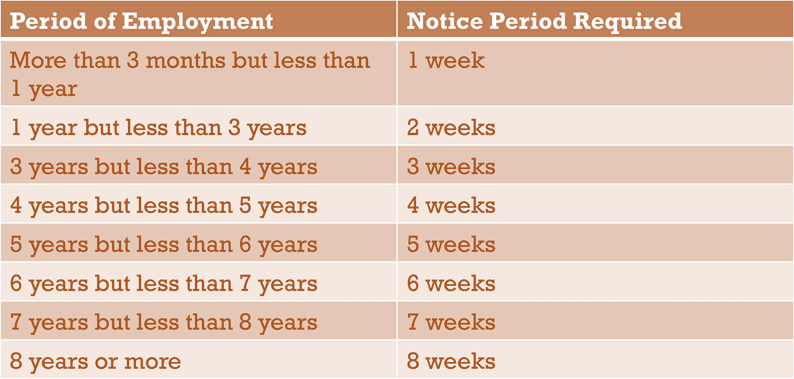 Period of Employment Notice Period Required
More than 3 months but less than 1 week
1 year
1 year but less than 3 years 2 weeks
3 years but less than 4 years 3 weeks
4 years but less than 5 years 4 weeks
5 years but less than 6 years 5 weeks
6 years but less than 7 years 6 weeks
7 years but less than 8 years 7 weeks
8 years or more 8 weeks